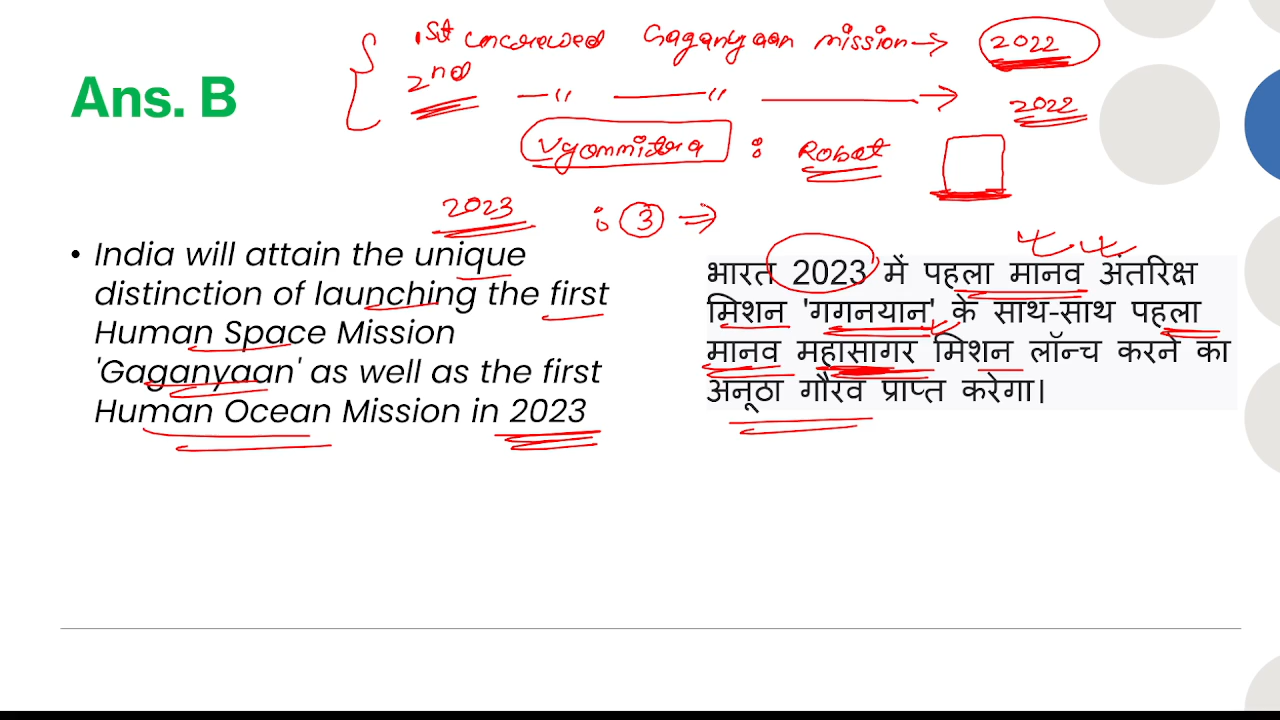 1st uncrewed Gaganyaan mission → 2022
2nd —〃 ——〃 ——→ 2022
Ans. B
Vyommitra : Robot
2023 : 3 ⇒
• India will attain the unique
distinction of launching the first
Human Space Mission
'Gaganyaan' as well as the first
Human Ocean Mission in 2023
भारत 2023 में पहला मानव अंतरिक्ष
मिशन 'गगनयान' के साथ-साथ पहला
मानव महासागर मिशन लॉन्च करने का
अनूठा गौरव प्राप्त करेगा।